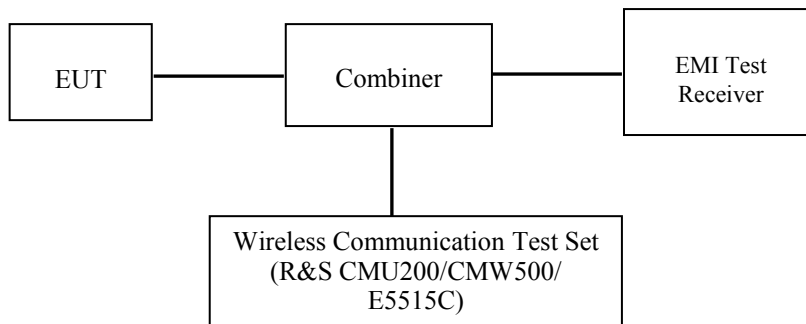 EUT
Combiner
EMI Test
Receiver
Wireless Communication Test Set
(R&S CMU200/CMW500/
E5515C)